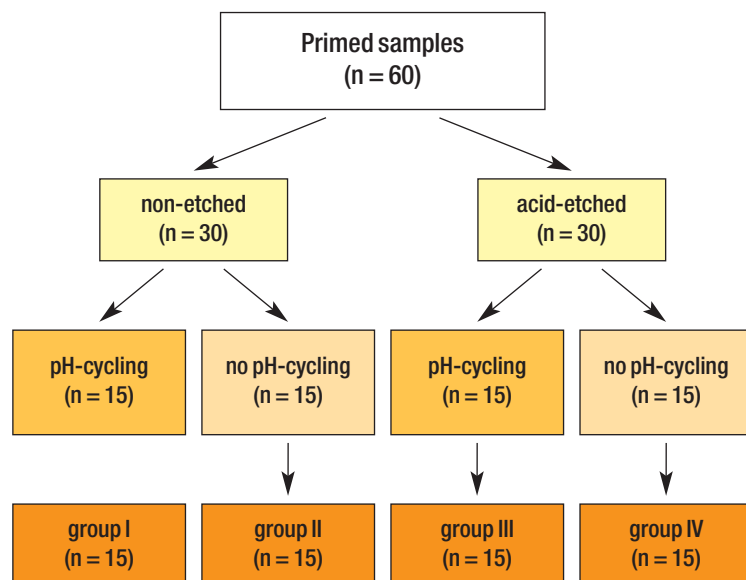 Primed samples
(n = 60)
non-etched
(n = 30)
acid-etched
(n = 30)
pH-cycling
(n = 15)
no pH-cycling
(n = 15)
pH-cycling
(n = 15)
no pH-cycling
(n = 15)
group I
(n = 15)
group II
(n = 15)
group III
(n = 15)
group IV
(n = 15)